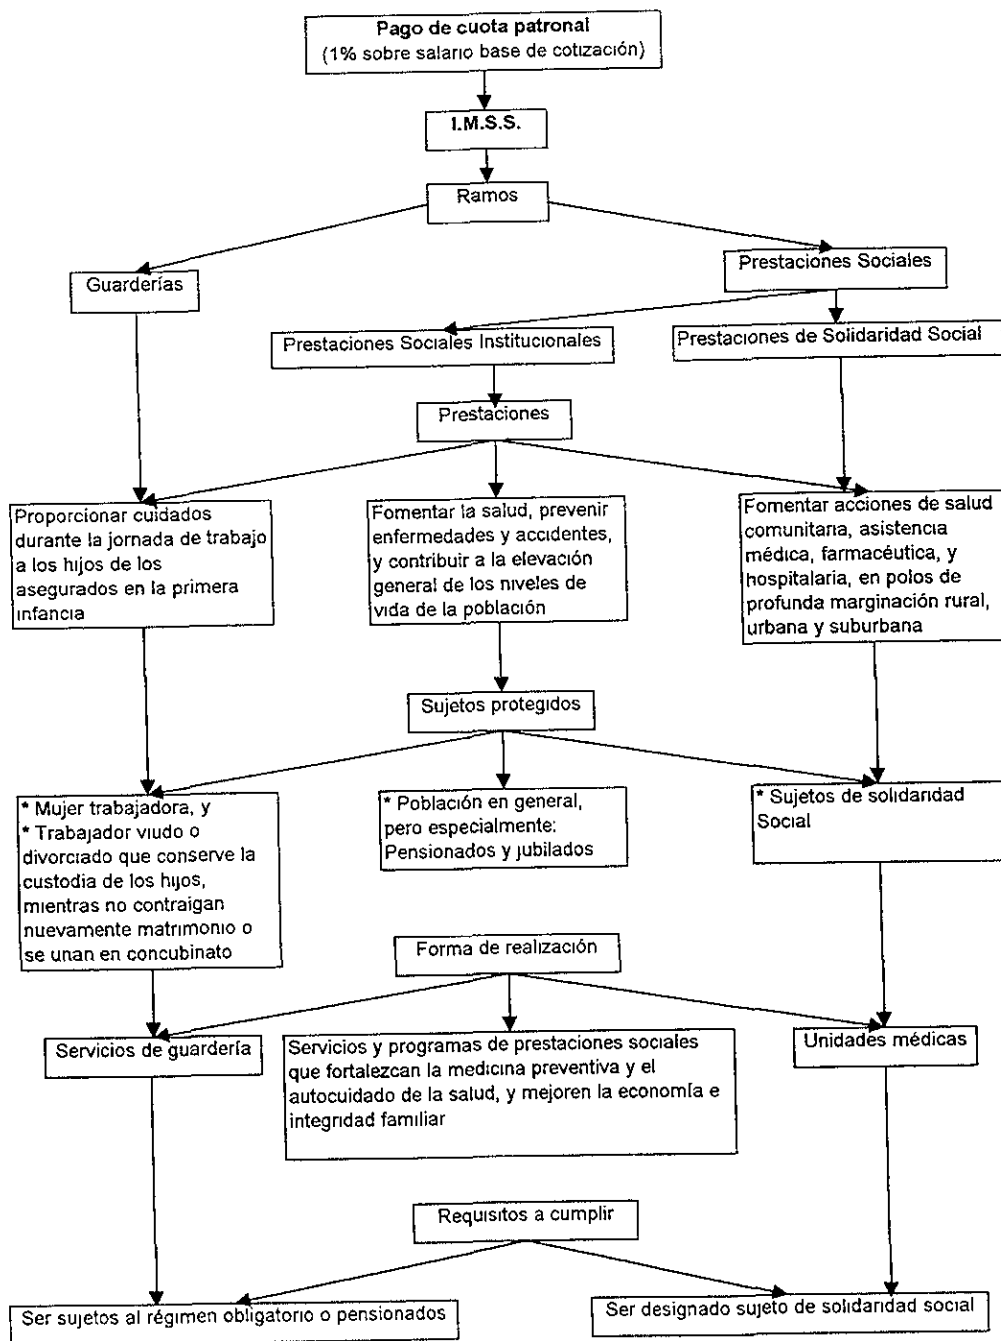 Pago de cuota patronal
(1% sobre salario base de cotización)
I.M.S.S.
Ramos
Guarderías
Prestaciones Sociales
Prestaciones Sociales Institucionales
Prestaciones de Solidaridad Social
Prestaciones
Proporcionar cuidados
durante la jornada de trabajo
a los hijos de los
asegurados en la primera
infancia
Fomentar la salud, prevenir
enfermedades y accidentes,
y contribuir a la elevación
general de los niveles de
vida de la población
Fomentar acciones de salud
comunitaria, asistencia
médica, farmacéutica, y
hospitalaria, en polos de
profunda marginación rural,
urbana y suburbana
Sujetos protegidos
* Mujer trabajadora, y
* Trabajador viudo o
divorciado que conserve la
custodia de los hijos,
mientras no contraigan
nuevamente matrimonio o
se unan en concubinato
* Población en general,
pero especialmente:
Pensionados y jubilados
* Sujetos de solidaridad
Social
Forma de realización
Servicios de guardería
Servicios y programas de prestaciones sociales
que fortalezcan la medicina preventiva y el
autocuidado de la salud, y mejoren la economía e
integridad familiar
Unidades médicas
Requisitos a cumplir
Ser sujetos al régimen obligatorio o pensionados
Ser designado sujeto de solidaridad social